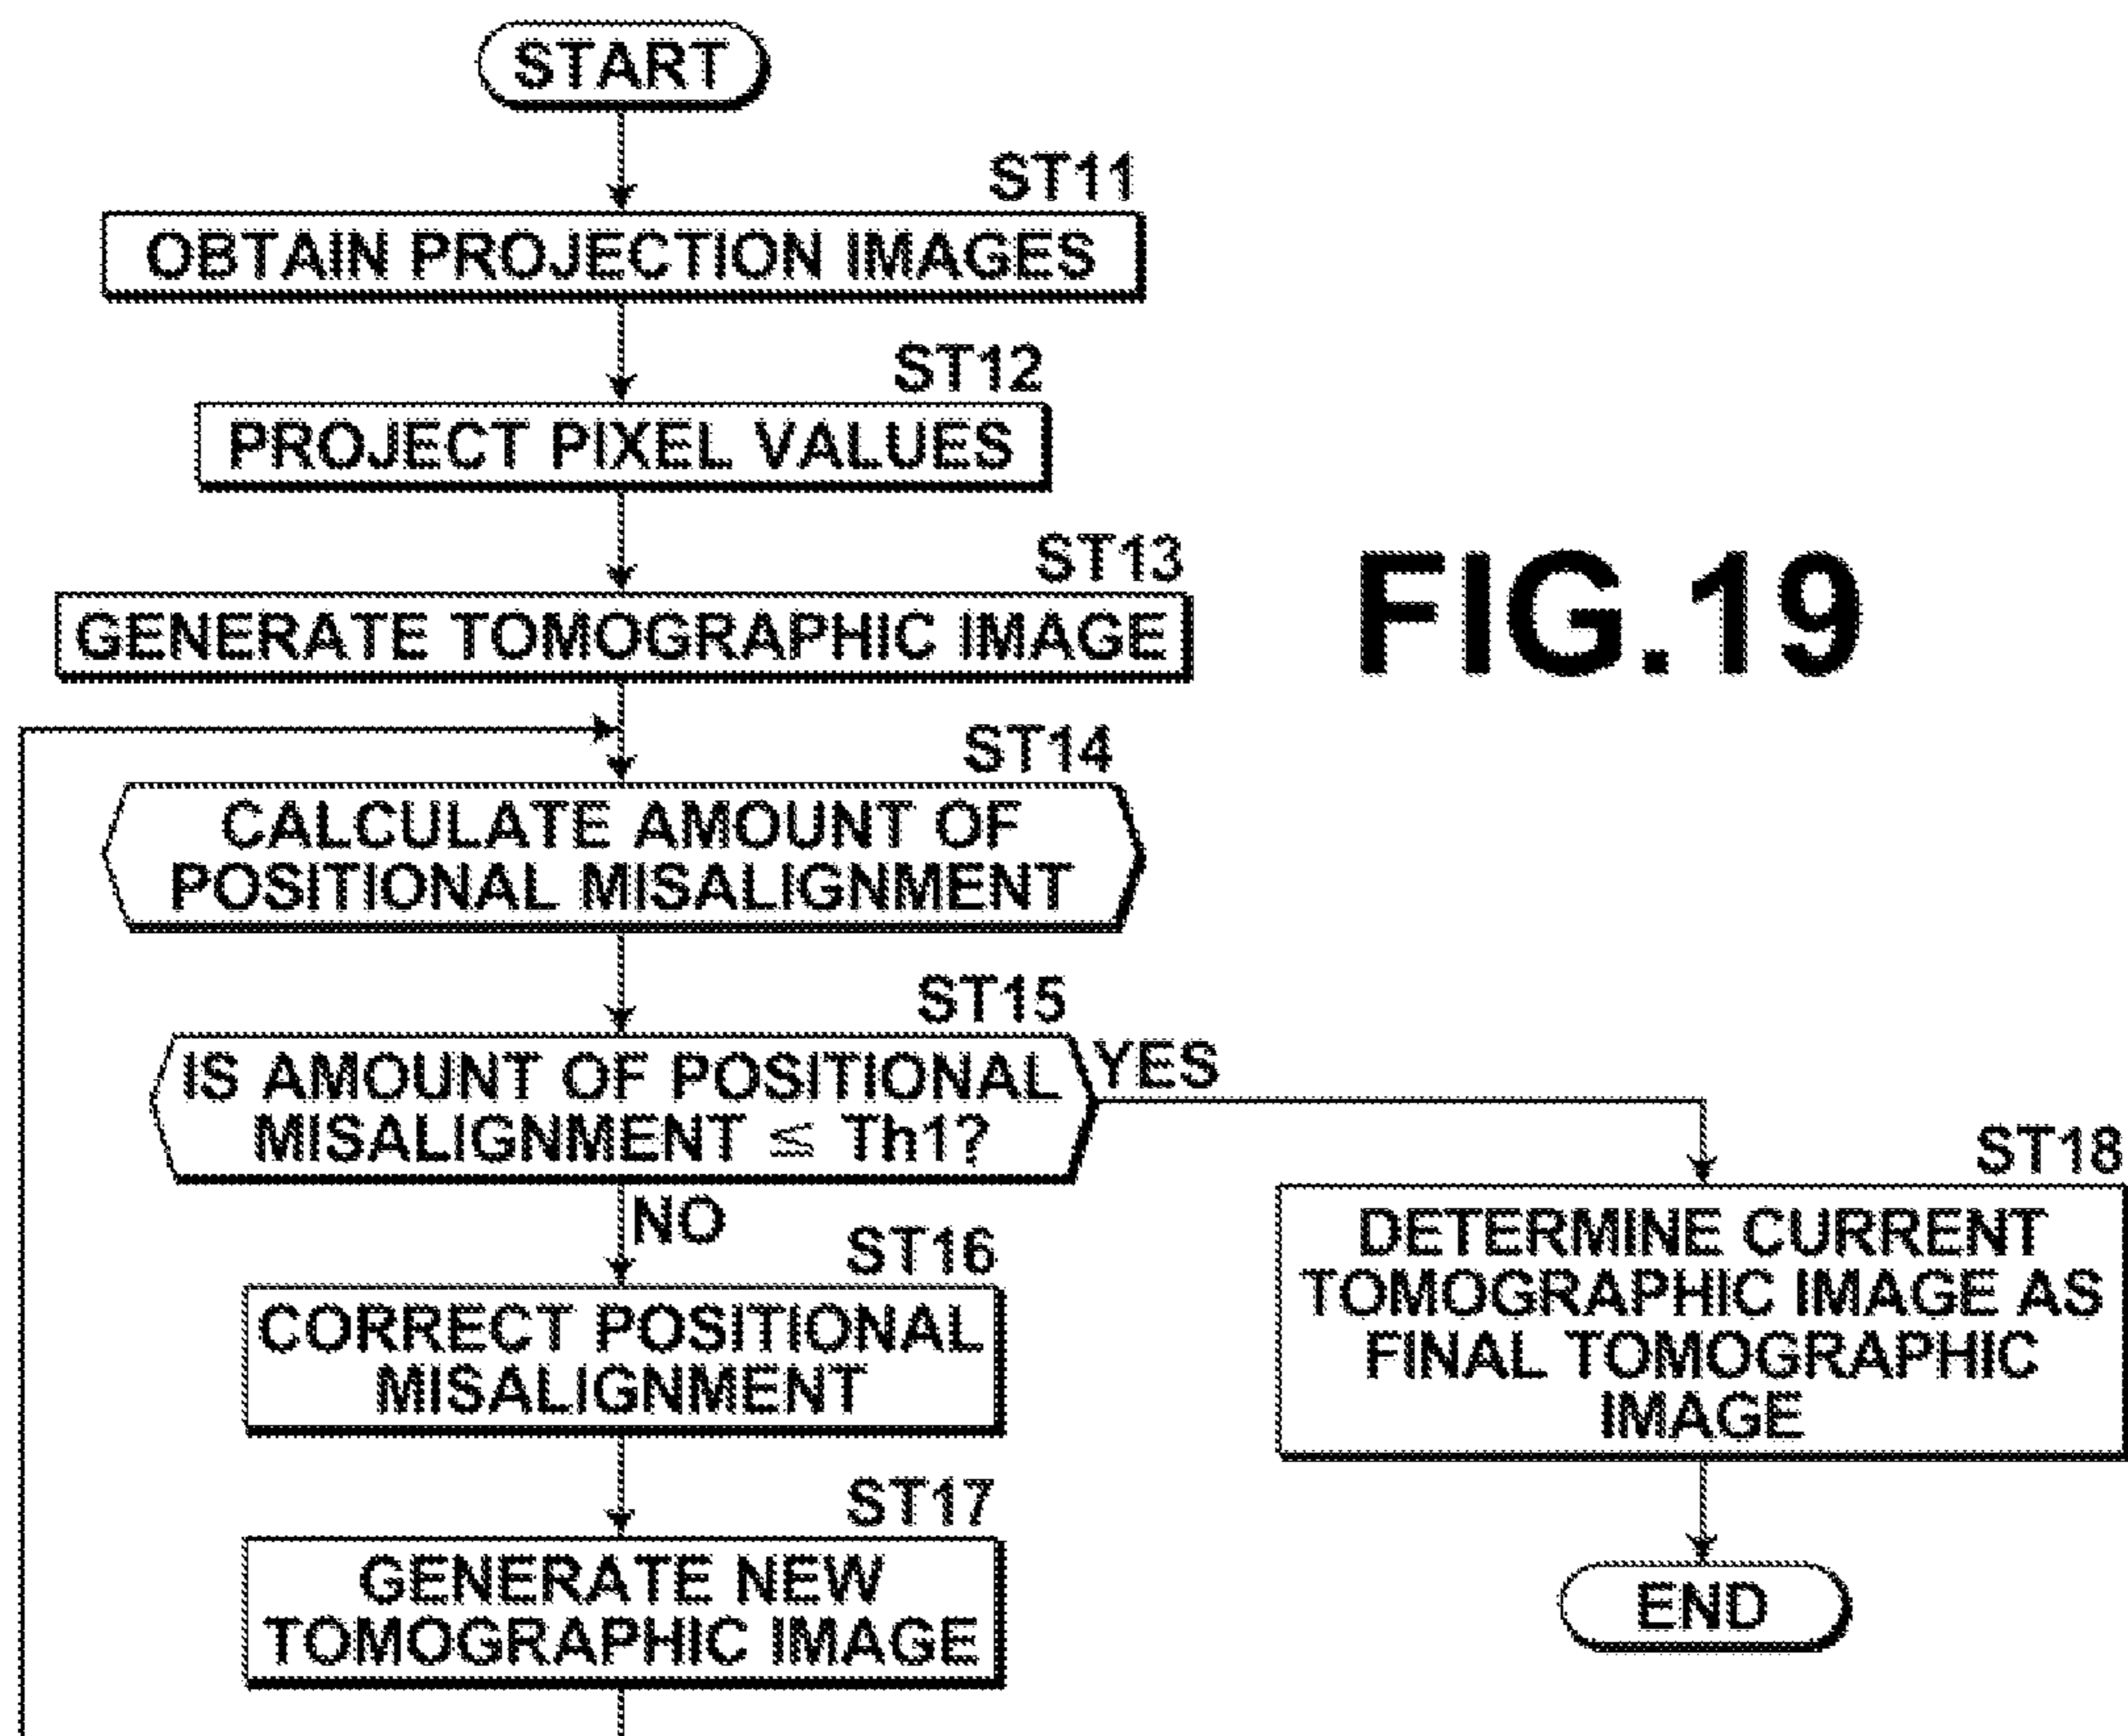 START
ST11
OBTAIN PROJECTION IMAGES
ST12
PROJECT PIXEL VALUES
ST13
GENERATE TOMOGRAPHIC IMAGE
FIG.19
ST14
CALCULATE AMOUNT OF
POSITIONAL MISALIGNMENT
ST15
IS AMOUNT OF POSITIONAL
MISALIGNMENT ≦ Th1?
YES
NO
ST16
CORRECT POSITIONAL
MISALIGNMENT
ST17
GENERATE NEW
TOMOGRAPHIC IMAGE
ST18
DETERMINE CURRENT
TOMOGRAPHIC IMAGE AS
FINAL TOMOGRAPHIC
IMAGE
END